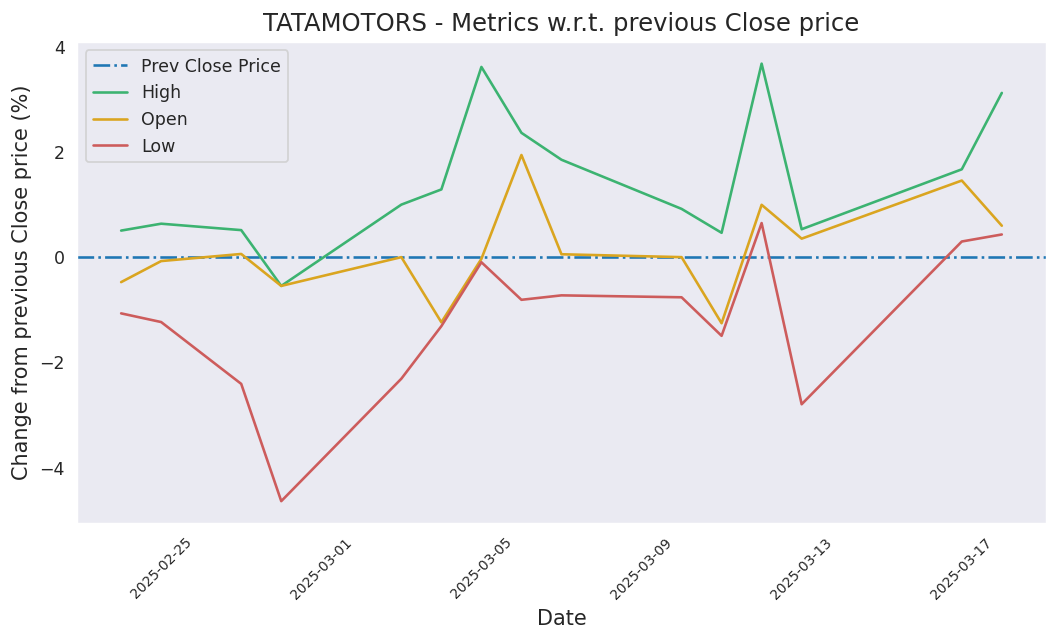 TATAMOTORS - Metrics w.r.t. previous Close price
Change from previous Close price (%)
Prev Close Price
High
Open
Low
4
2
0
−2
−4
2025-02-25
2025-03-01
2025-03-05
2025-03-09
2025-03-13
2025-03-17
Date